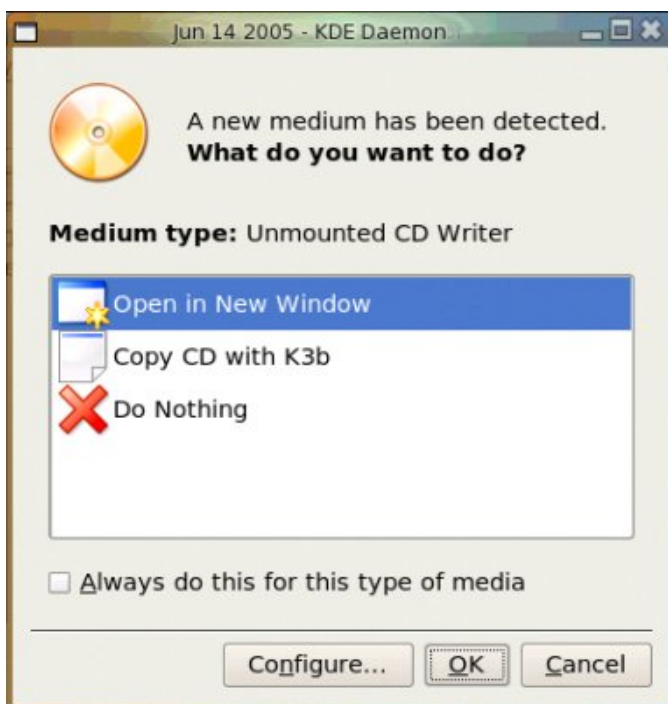 Jun 14 2005 - KDE Daemon
A new medium has been detected.
What do you want to do?
Medium type: Unmounted CD Writer
Open in New Window
Copy CD with K3b
Do Nothing
Always do this for this type of media
Configure... OK Cancel